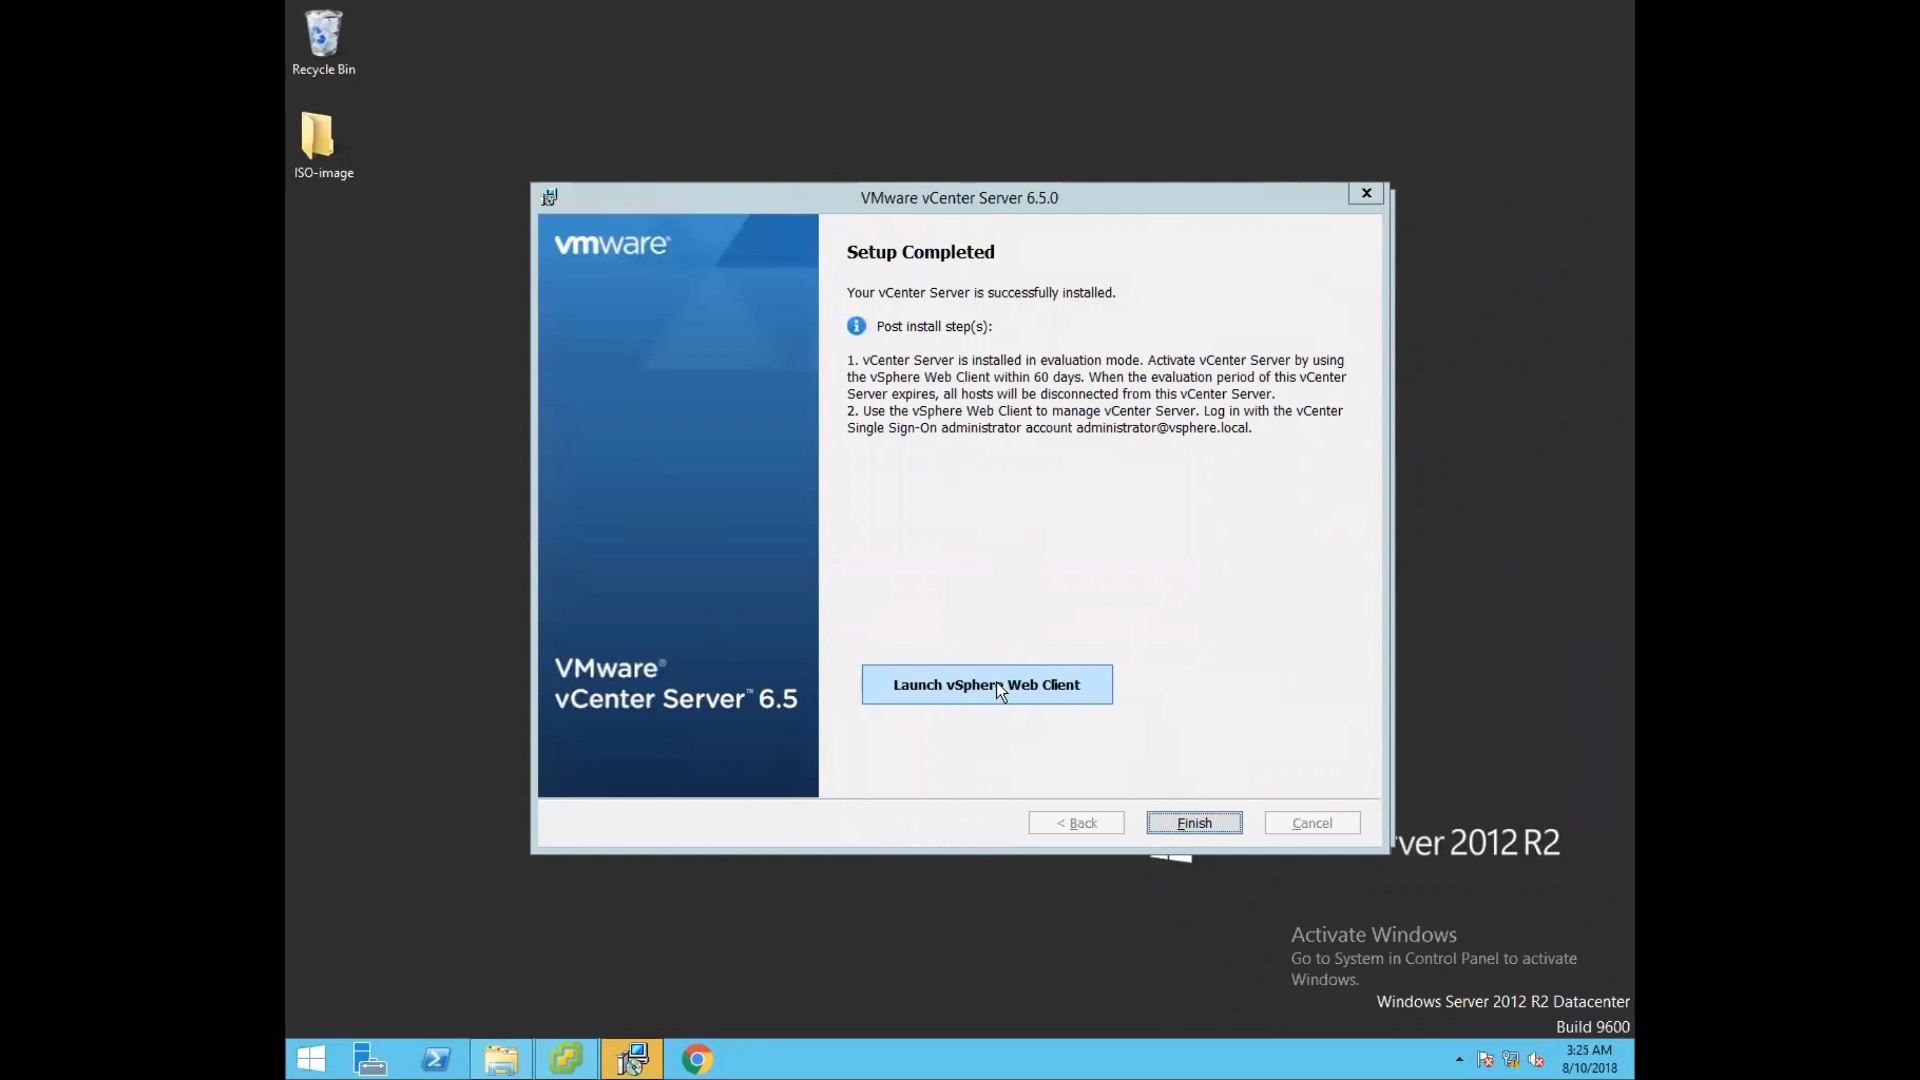 Recycle Bin
ISO-image
VMware vCenter Server 6.5.0
vmware®
Setup Completed
Your vCenter Server is successfully installed.
Post install step(s):
1. vCenter Server is installed in evaluation mode. Activate vCenter Server by using
the vSphere Web Client within 60 days. When the evaluation period of this vCenter
Server expires, all hosts will be disconnected from this vCenter Server.
2. Use the vSphere Web Client to manage vCenter Server. Log in with the vCenter
Single Sign-On administrator account administrator@vsphere.local.
VMware®
vCenter Server™ 6.5
Launch vSphere Web Client
< Back
Finish
Cancel
ver 2012 R2
Activate Windows
Go to System in Control Panel to activate
Windows.
Windows Server 2012 R2 Datacenter
Build 9600
3:25 AM
8/10/2018